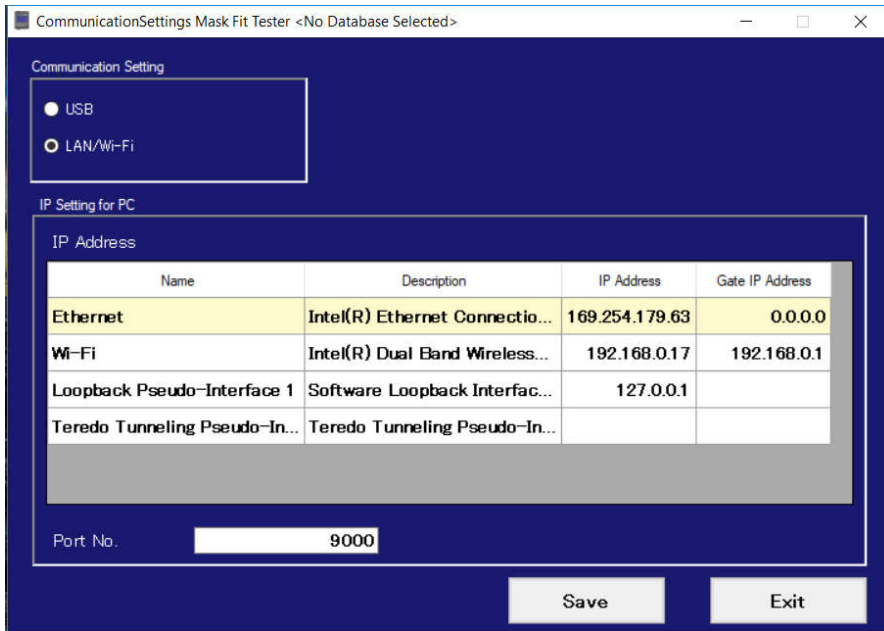 CommunicationSettings Mask Fit Tester <No Database Selected>
Communication Setting
USB
LAN/Wi-Fi
IP Setting for PC
IP Address
Name Description IP Address Gate IP Address
Ethernet Intel(R) Ethernet Connectio... 169.254.179.63 0.0.0.0
Wi-Fi Intel(R) Dual Band Wireless... 192.168.0.17 192.168.0.1
Loopback Pseudo-Interface 1 Software Loopback Interfac... 127.0.0.1
Teredo Tunneling Pseudo-In... Teredo Tunneling Pseudo-In...
Port No. 9000
Save Exit